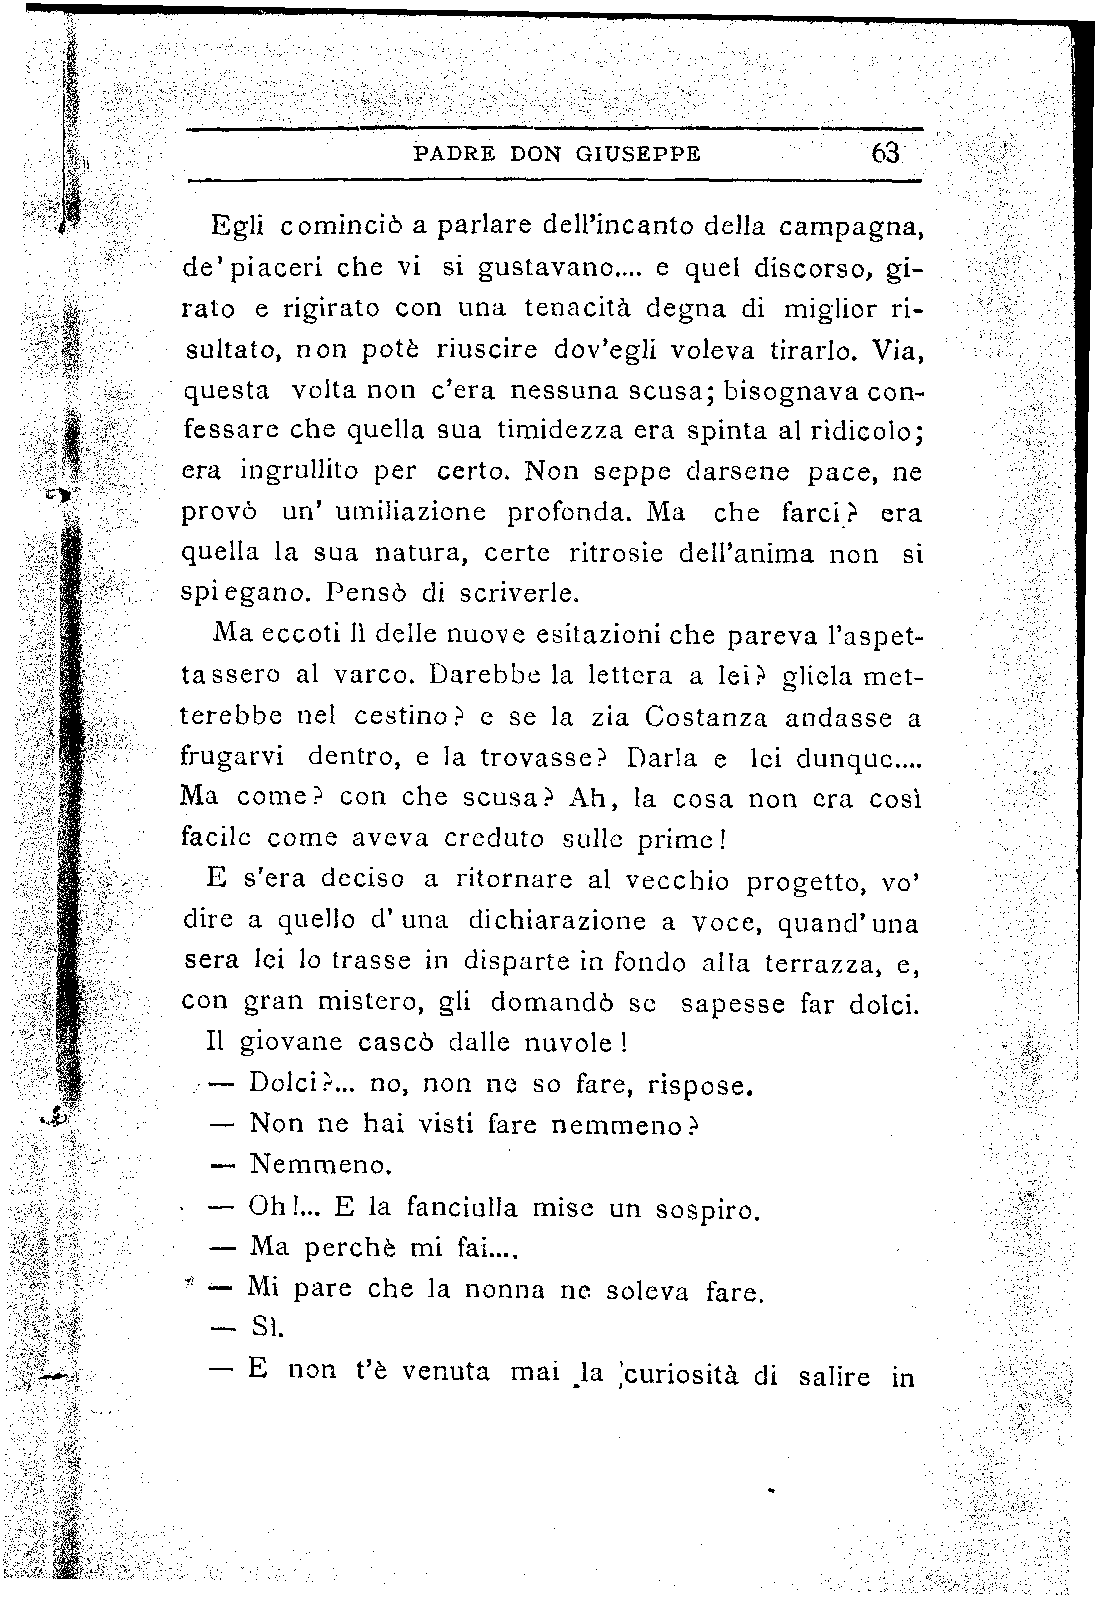 PADRE DON GIUSEPPE 63
Egli cominciò a parlare dell'incanto della campagna,
de' piaceri che vi si gustavano.... e quel discorso, gi-
rato e rigirato con una tenacità degna di miglior ri-
sultato, non potè riuscire dov'egli voleva tirarlo. Via,
questa volta non c'era nessuna scusa; bisognava con-
fessare che quella sua timidezza era spinta al ridicolo;
era ingrullito per certo. Non seppe darsene pace, ne
provò un' umiliazione profonda. Ma che farci? era
quella la sua natura, certe ritrosie dell'anima non si
spiegano. Pensò di scriverle.
Ma eccoti lì delle nuove esitazioni che pareva l'aspet-
tassero al varco. Darebbe la lettera a lei? gliela met-
terebbe nel cestino? e se la zia Costanza andasse a
frugarvi dentro, e la trovasse? Darla e lei dunque....
Ma come? con che scusa? Ah, la cosa non era così
facile come aveva creduto sulle prime!
E s'era deciso a ritornare al vecchio progetto, vo'
dire a quello d' una dichiarazione a voce, quand'una
sera lei lo trasse in disparte in fondo alla terrazza, e,
con gran mistero, gli domandò se sapesse far dolci.
Il giovane cascò dalle nuvole!
— Dolci?... no, non ne so fare, rispose.
— Non ne hai visti fare nemmeno?
— Nemmeno.
— Oh!... E la fanciulla mise un sospiro.
— Ma perchè mi fai....
— Mi pare che la nonna ne soleva fare.
— Sì.
— E non t'è venuta mai la curiosità di salire in